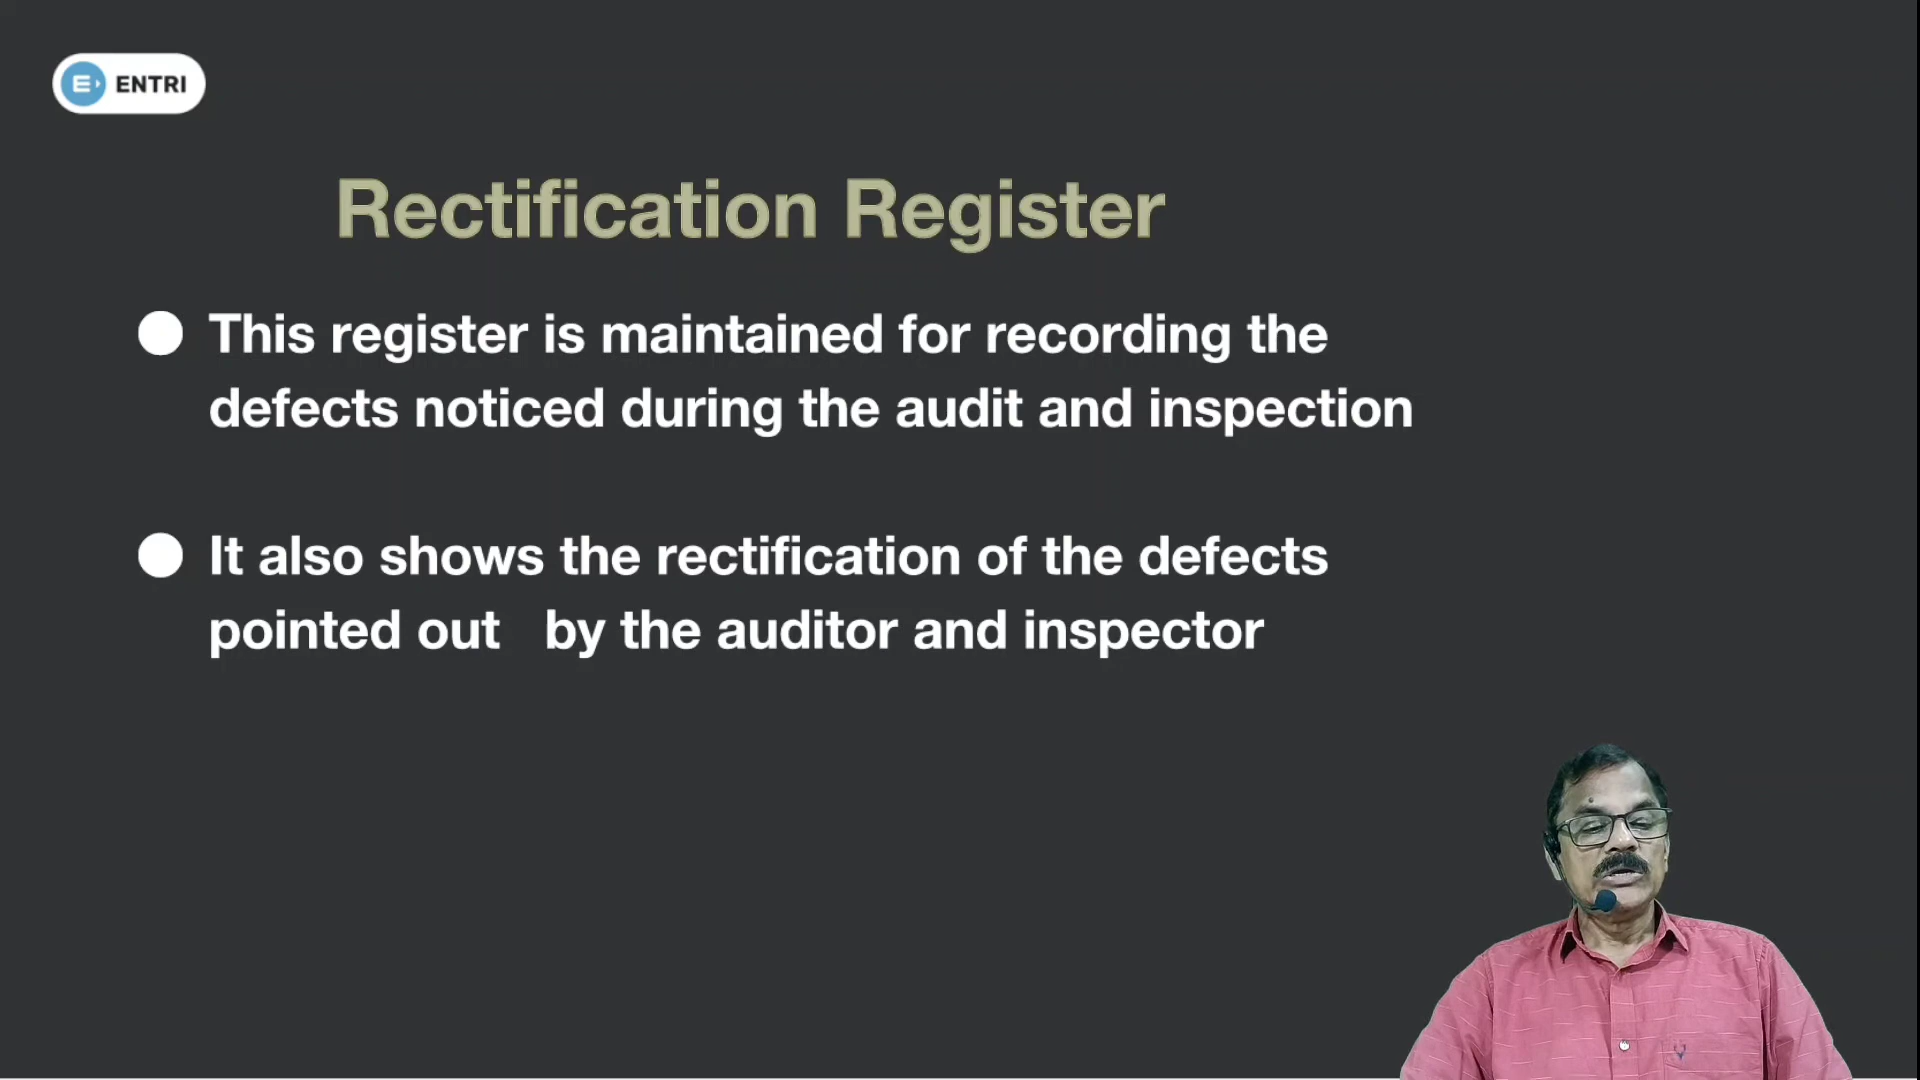 ENTRI
Rectification Register
This register is maintained for recording the
defects noticed during the audit and inspection
It also shows the rectification of the defects
pointed out by the auditor and inspector